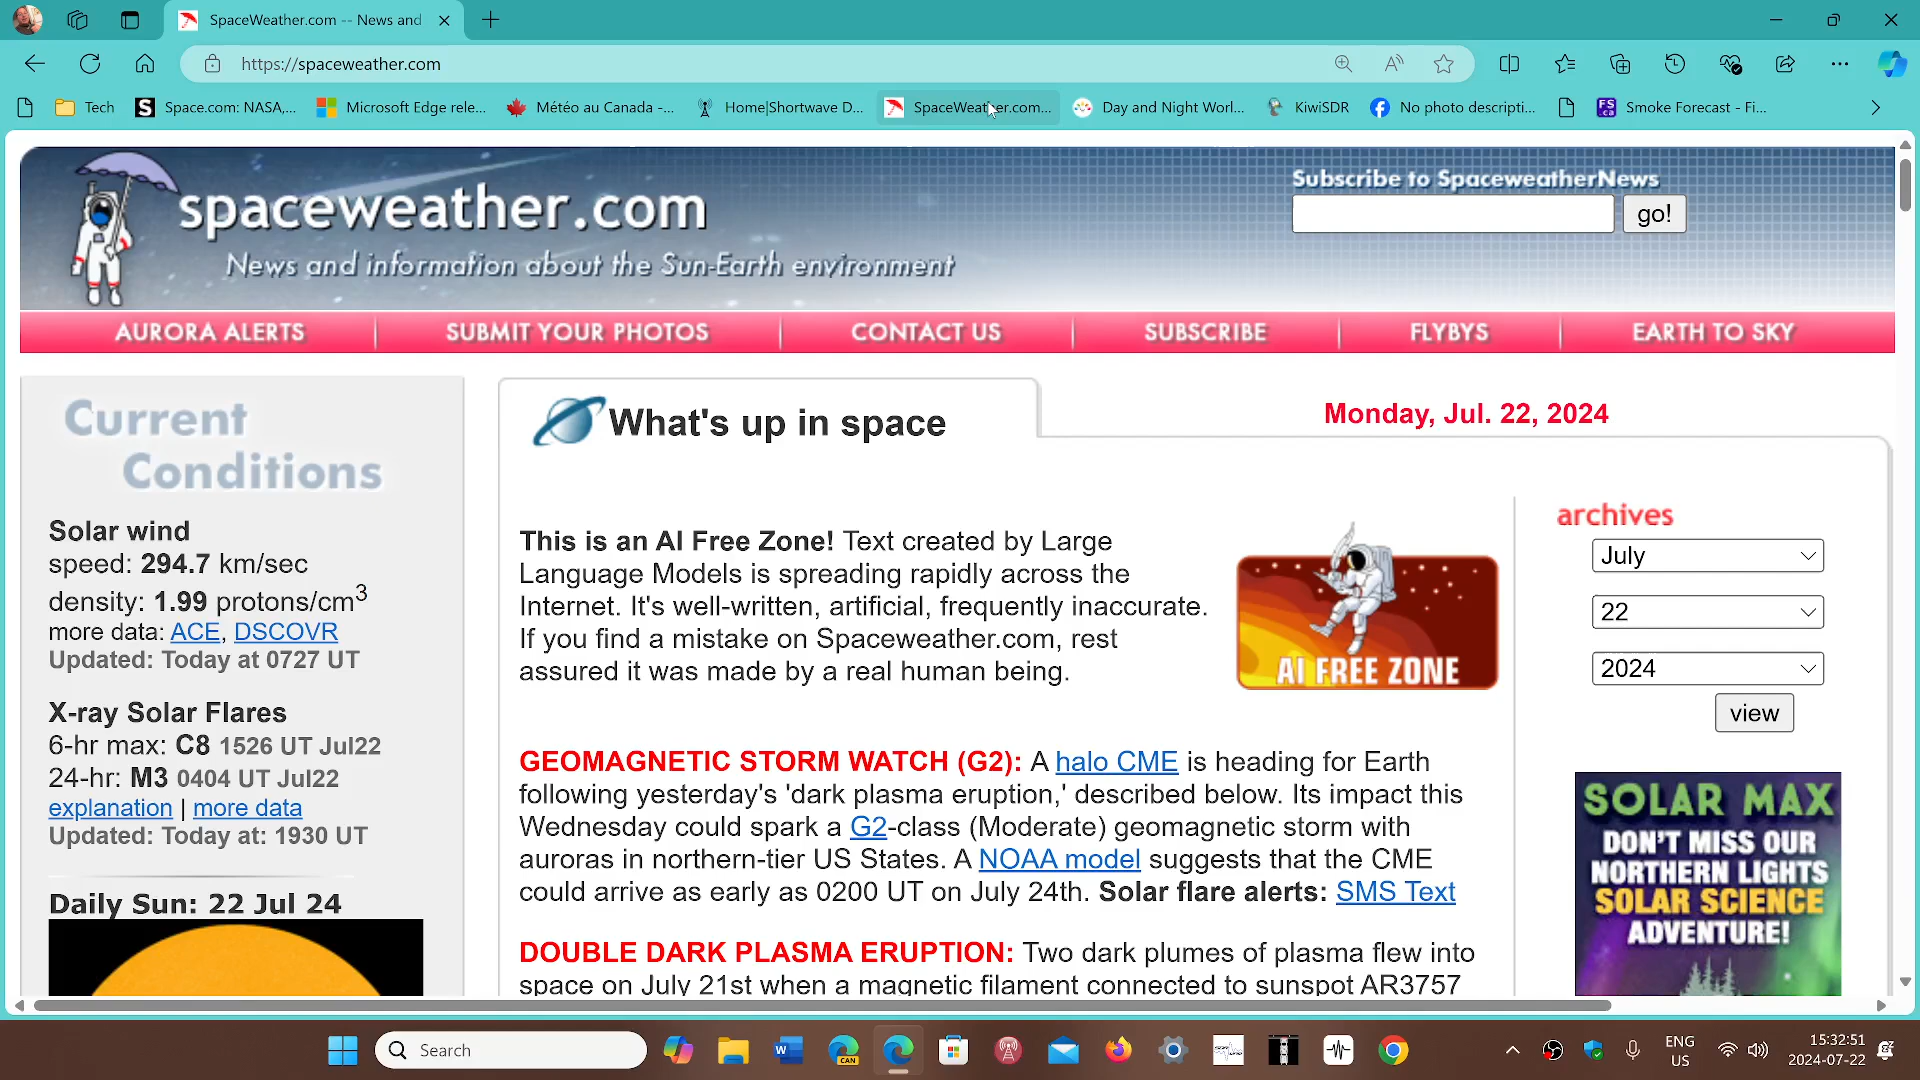 SpaceWeather.com -- News and
https://spaceweather.com
Tech
Space.com: NASA,...
Microsoft Edge rele...
Météo au Canada -...
Home|Shortwave D...
SpaceWeather.com...
Day and Night Worl...
KiwiSDR
No photo descripti...
FS.ca
Smoke Forecast - Fi...
spaceweather.com
News and information about the Sun-Earth environment
Subscribe to SpaceweatherNews
go!
AURORA ALERTS
SUBMIT YOUR PHOTOS
CONTACT US
SUBSCRIBE
FLYBYS
EARTH TO SKY
Current
Conditions
Solar wind
speed: 294.7 km/sec
density: 1.99 protons/cm3
more data: ACE, DSCOVR
Updated: Today at 0727 UT
X-ray Solar Flares
6-hr max: C8 1526 UT Jul22
24-hr: M3 0404 UT Jul22
explanation | more data
Updated: Today at: 1930 UT
Daily Sun: 22 Jul 24
What's up in space
Monday, Jul. 22, 2024
This is an AI Free Zone! Text created by Large
Language Models is spreading rapidly across the
Internet. It's well-written, artificial, frequently inaccurate.
If you find a mistake on Spaceweather.com, rest
assured it was made by a real human being.
AI FREE ZONE
GEOMAGNETIC STORM WATCH (G2): A halo CME is heading for Earth
following yesterday's 'dark plasma eruption,' described below. Its impact this
Wednesday could spark a G2-class (Moderate) geomagnetic storm with
auroras in northern-tier US States. A NOAA model suggests that the CME
could arrive as early as 0200 UT on July 24th. Solar flare alerts: SMS Text
DOUBLE DARK PLASMA ERUPTION: Two dark plumes of plasma flew into
space on July 21st when a magnetic filament connected to sunspot AR3757
archives
July
22
2024
view
SOLAR MAX
DON'T MISS OUR
NORTHERN LIGHTS
SOLAR SCIENCE
ADVENTURE!
Search
CAN
ENG
US
15:32:51
2024-07-22